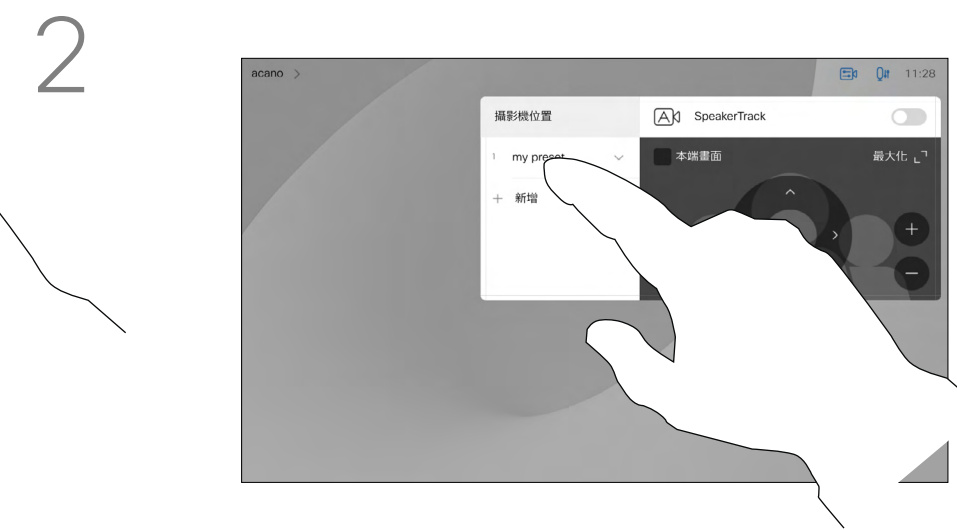 2
acano >
11:28
攝影機位置
SpeakerTrack
1 my preset
本端畫面
最大化
+ 新增